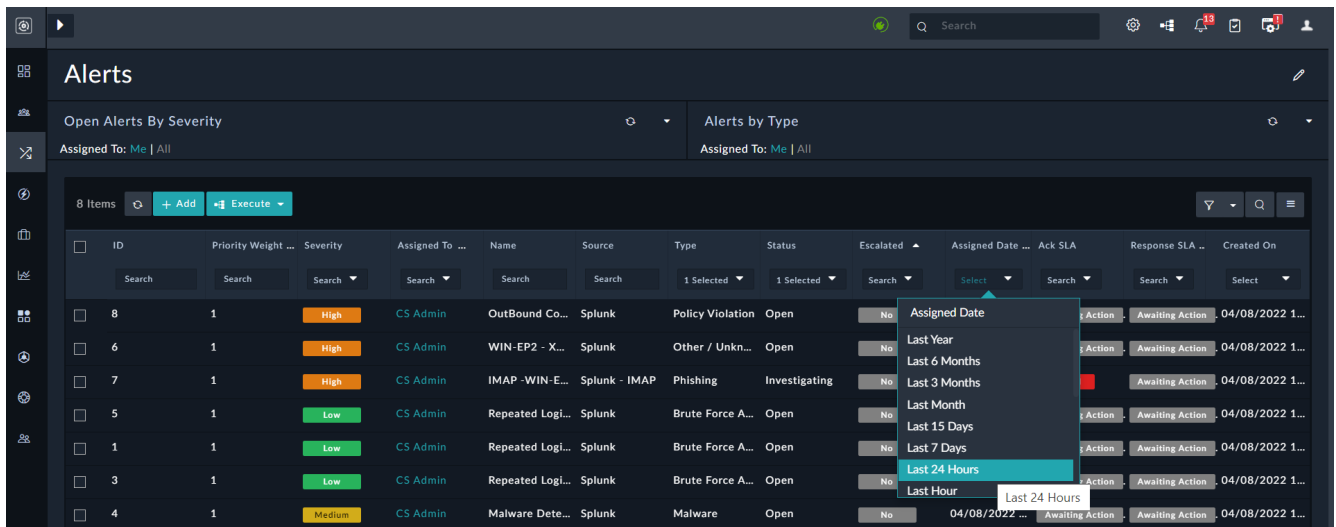 13
!
Search
Alerts
Open Alerts By Severity
Alerts by Type
Assigned To: Me | All
Assigned To: Me | All
8 Items + Add Execute
ID Priority Weight ... Severity Assigned To ... Name Source Type Status Escalated Assigned Date ... Ack SLA Response SLA .. Created On
Search Search Search Search Search Search 1 Selected 1 Selected Search Select Search Search Select
8 1 High CS Admin OutBound Co... Splunk Policy Violation Open No Action . Awaiting Action . 04/08/2022 1...
6 1 High CS Admin WIN-EP2 - X... Splunk Other / Unkn... Open No Action . Awaiting Action . 04/08/2022 1...
7 1 High CS Admin IMAP -WIN-E... Splunk - IMAP Phishing Investigating No Awaiting Action . 04/08/2022 1...
5 1 Low CS Admin Repeated Logi... Splunk Brute Force A... Open No Action . Awaiting Action . 04/08/2022 1...
1 1 Low CS Admin Repeated Logi... Splunk Brute Force A... Open No Action . Awaiting Action . 04/08/2022 1...
3 1 Low CS Admin Repeated Logi... Splunk Brute Force A... Open No Action . Awaiting Action . 04/08/2022 1...
4 1 Medium CS Admin Malware Dete... Splunk Malware Open No 04/08/2022 ... Awaiting Action . Awaiting Action . 04/08/2022 1...
Assigned Date
Last Year
Last 6 Months
Last 3 Months
Last Month
Last 15 Days
Last 7 Days
Last 24 Hours
Last Hour
Last 24 Hours